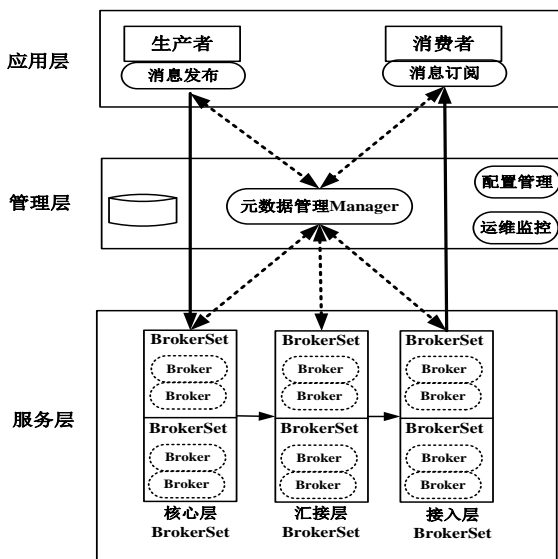 应用层
生产者
消息发布
消费者
消息订阅
管理层
元数据管理Manager
配置管理
运维监控
服务层
BrokerSet
Broker
Broker
BrokerSet
Broker
Broker
核心层
BrokerSet
BrokerSet
Broker
Broker
BrokerSet
Broker
Broker
汇接层
BrokerSet
BrokerSet
Broker
Broker
BrokerSet
Broker
Broker
接入层
BrokerSet